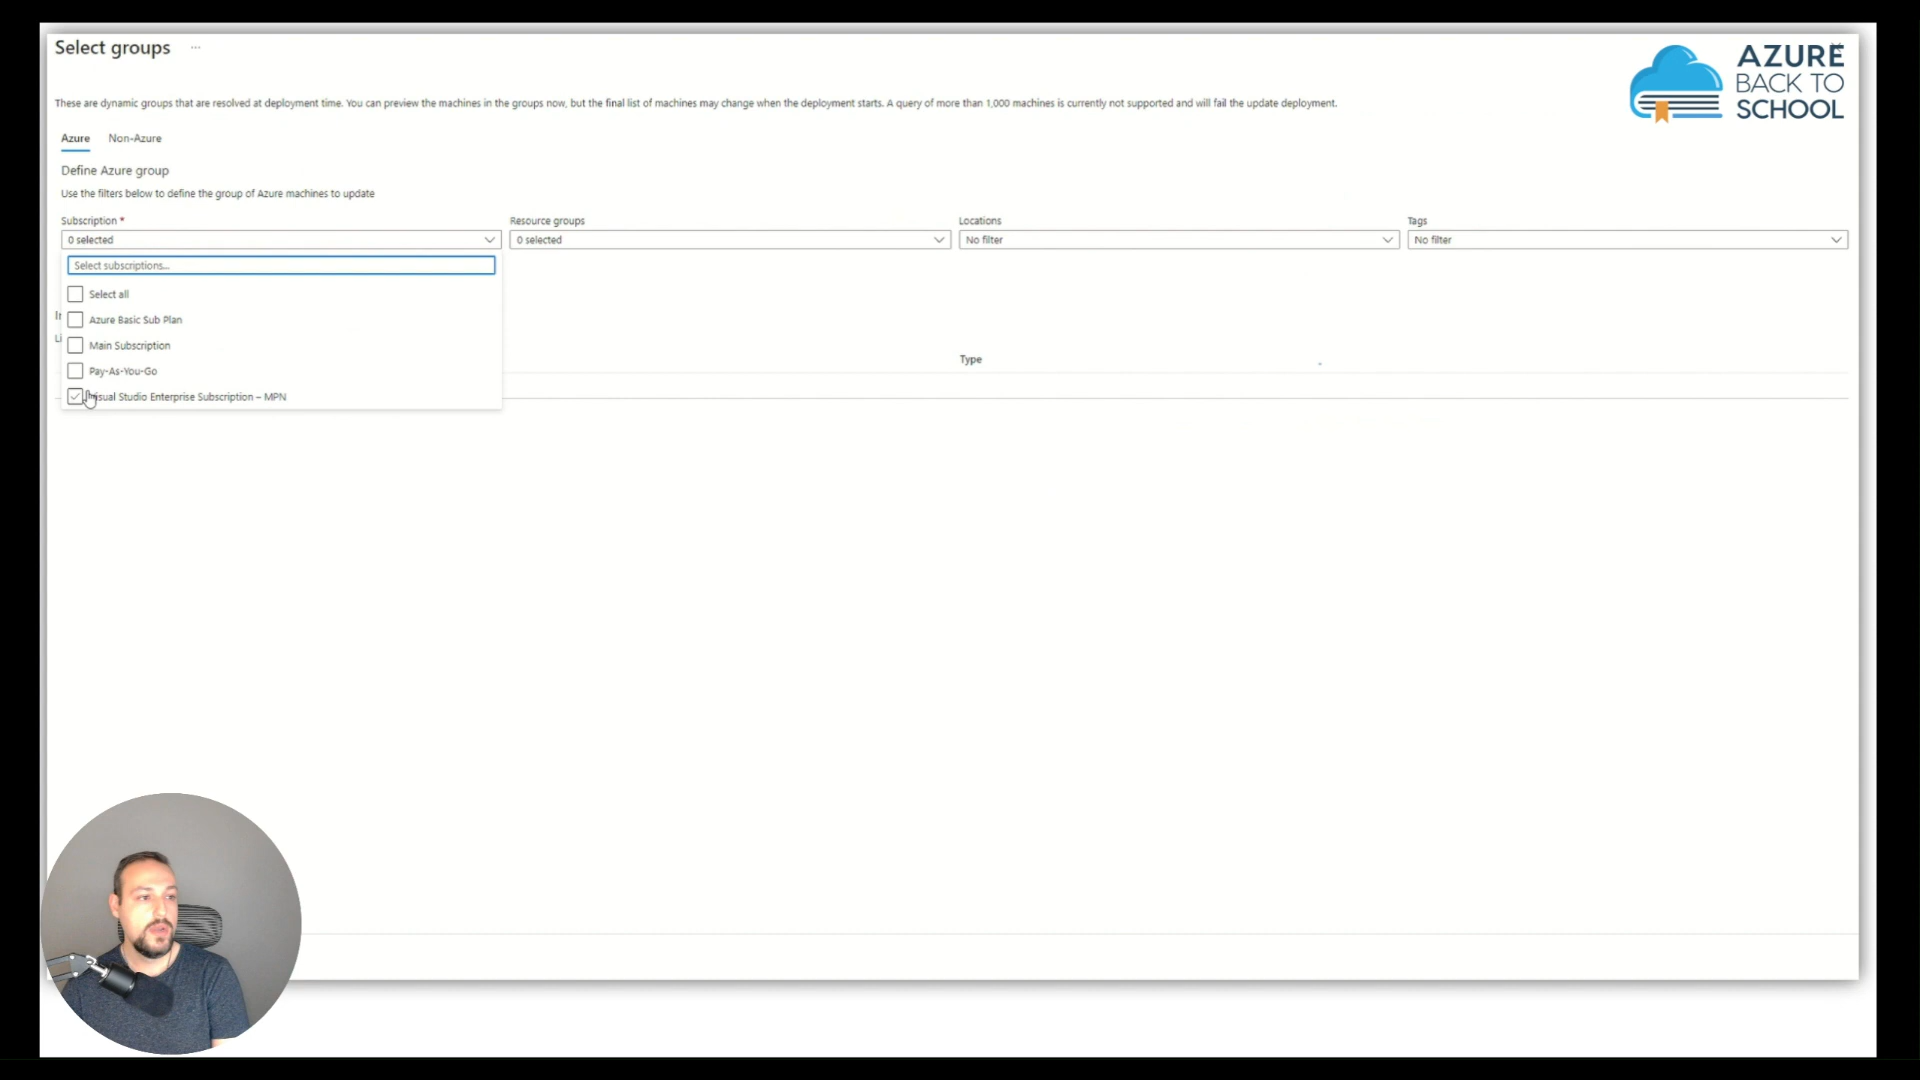 Select groups ...
AZURE
BACK TO
SCHOOL
These are dynamic groups that are resolved at deployment time. You can preview the machines in the groups now, but the final list of machines may change when the deployment starts. A query of more than 1,000 machines is currently not supported and will fail the update deployment.
Azure Non-Azure
Define Azure group
Use the filters below to define the group of Azure machines to update
Subscription * Resource groups Locations Tags
0 selected 0 selected No filter No filter
Select subscriptions...
Select all
Azure Basic Sub Plan
Main Subscription
Type
Pay-As-You-Go
isual Studio Enterprise Subscription – MPN